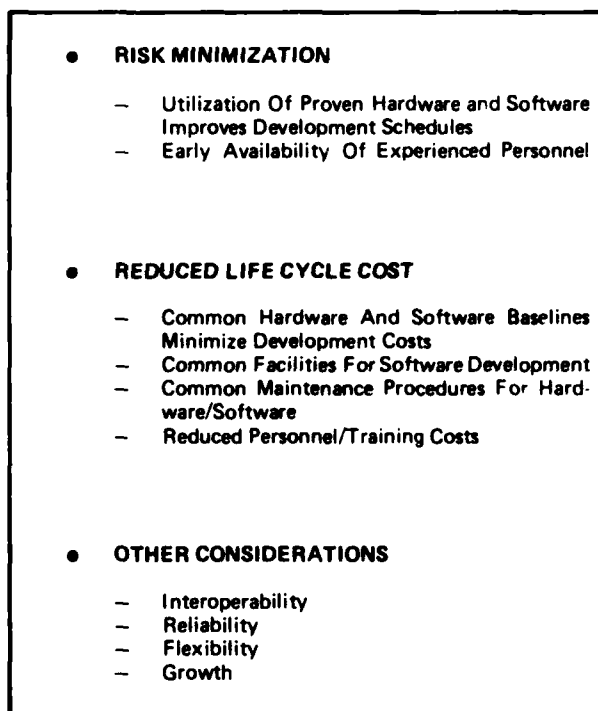 ● RISK MINIMIZATION
– Utilization Of Proven Hardware and Software
Improves Development Schedules
– Early Availability Of Experienced Personnel
● REDUCED LIFE CYCLE COST
– Common Hardware And Software Baselines
Minimize Development Costs
– Common Facilities For Software Development
– Common Maintenance Procedures For Hard-
ware/Software
– Reduced Personnel/Training Costs
● OTHER CONSIDERATIONS
– Interoperability
– Reliability
– Flexibility
– Growth